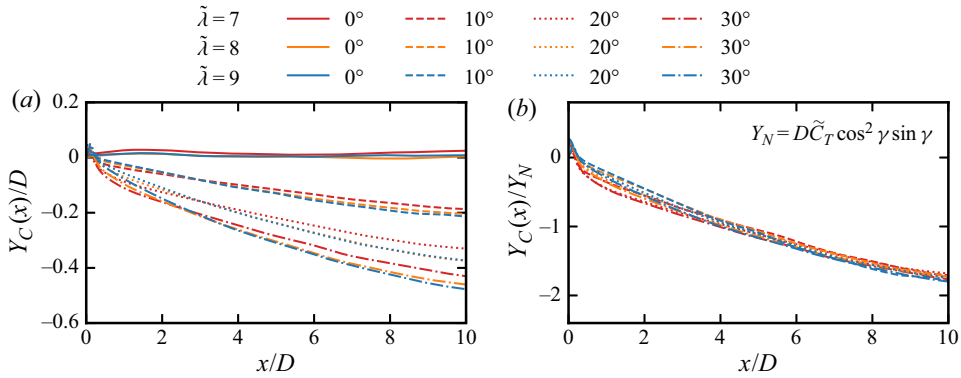 λ̃ = 7 0° 10° 20° 30°
λ̃ = 8 0° 10° 20° 30°
λ̃ = 9 0° 10° 20° 30°
(a)
0.2
0
–0.2
–0.4
–0.6
Y_C(x)/D
0 2 4 6 8 10
x/D
(b)
Y_N = DC̃_T cos² γ sin γ
0
–1
–2
Y_C(x)/Y_N
0 2 4 6 8 10
x/D